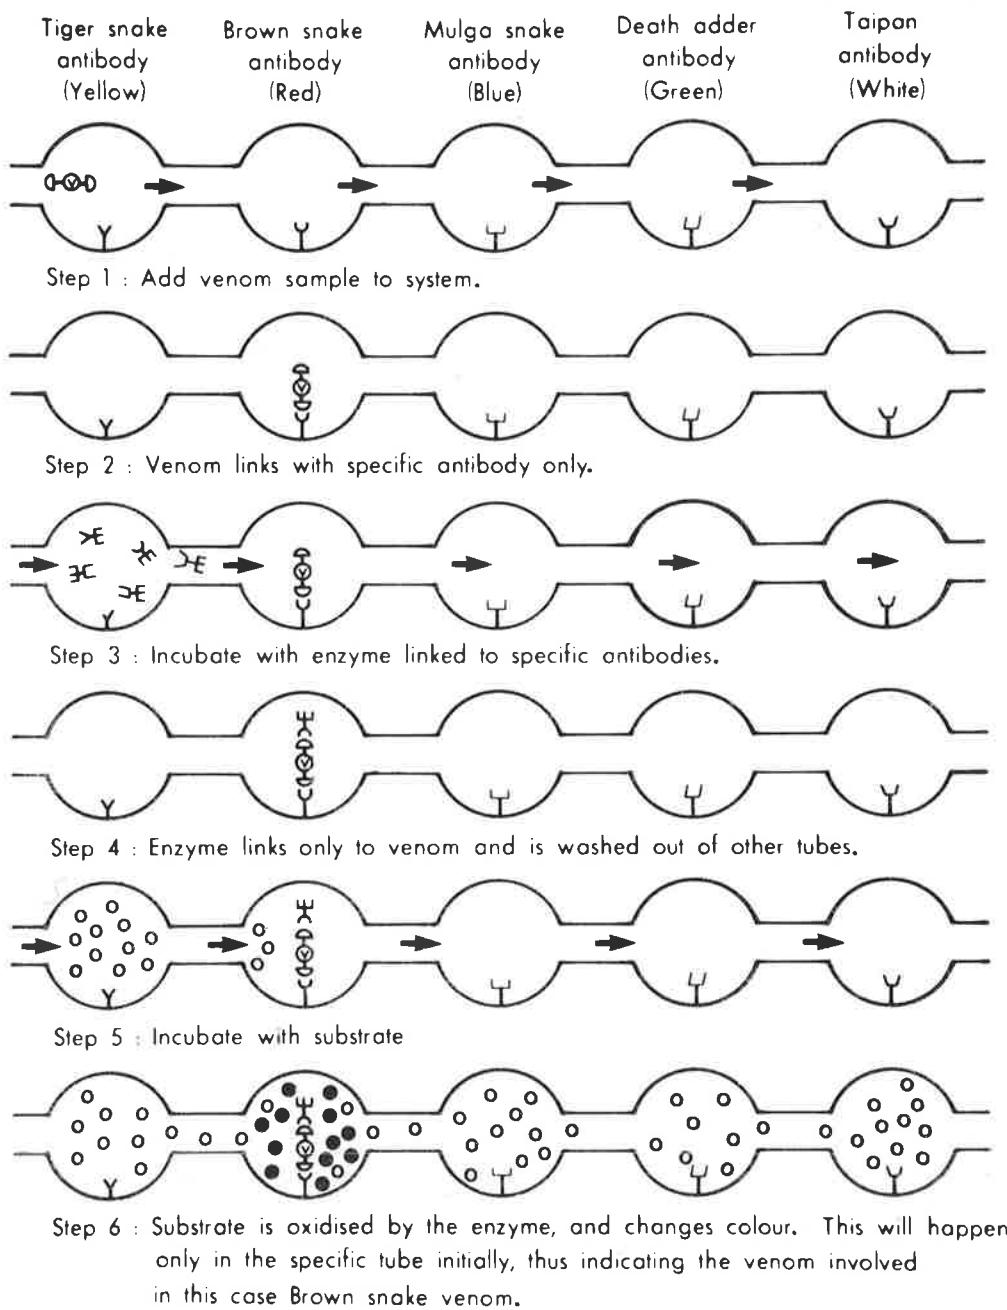 Tiger snake antibody (Yellow)
Brown snake antibody (Red)
Mulga snake antibody (Blue)
Death adder antibody (Green)
Taipan antibody (White)
Step 1 : Add venom sample to system.
Step 2 : Venom links with specific antibody only.
Step 3 : Incubate with enzyme linked to specific antibodies.
Step 4 : Enzyme links only to venom and is washed out of other tubes.
Step 5 : Incubate with substrate
Step 6 : Substrate is oxidised by the enzyme, and changes colour. This will happen
only in the specific tube initially, thus indicating the venom involved
in this case Brown snake venom.